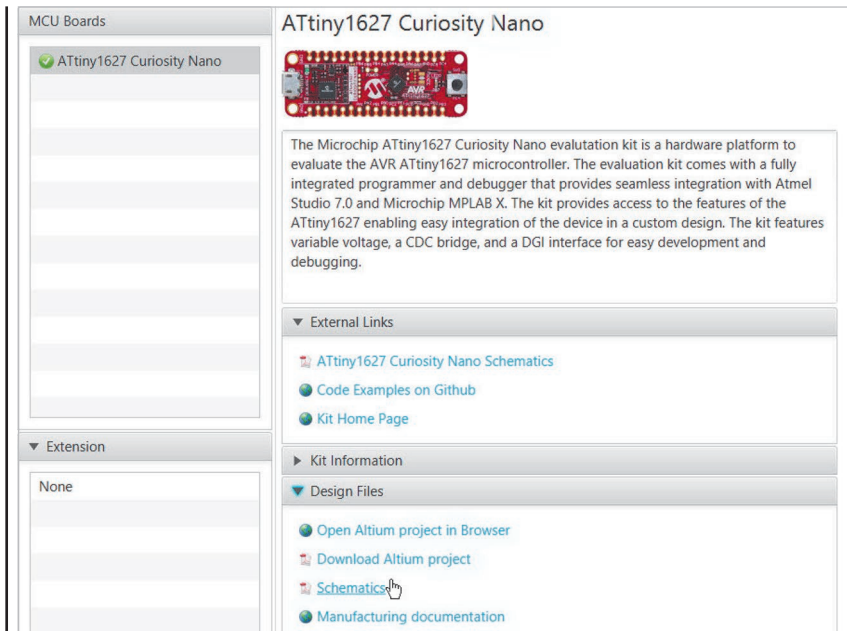 MCU Boards
ATtiny1627 Curiosity Nano
Extension
None
ATtiny1627 Curiosity Nano
AVR
The Microchip ATtiny1627 Curiosity Nano evalutation kit is a hardware platform to
evaluate the AVR ATtiny1627 microcontroller. The evaluation kit comes with a fully
integrated programmer and debugger that provides seamless integration with Atmel
Studio 7.0 and Microchip MPLAB X. The kit provides access to the features of the
ATtiny1627 enabling easy integration of the device in a custom design. The kit features
variable voltage, a CDC bridge, and a DGI interface for easy development and
debugging.
External Links
ATtiny1627 Curiosity Nano Schematics
Code Examples on Github
Kit Home Page
Kit Information
Design Files
Open Altium project in Browser
Download Altium project
Schematics
Manufacturing documentation